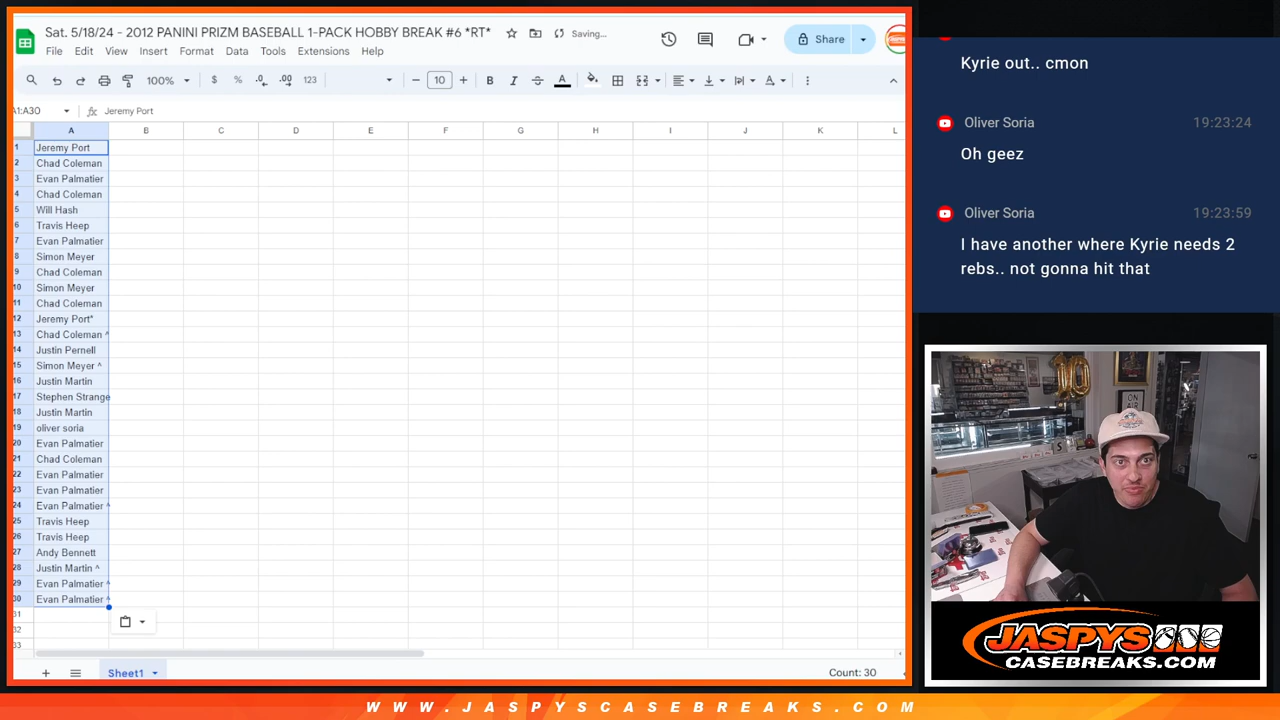 Sat. 5/18/24 - 2012 PANINI PRIZM BASEBALL 1-PACK HOBBY BREAK #6 *RT*
Saving...
File Edit View Insert Format Data Tools Extensions Help
Share
100% $ % .0 .00 123 10 B I A A
A1:A30 fx Jeremy Port
A B C D E F G H I J K L
1 Jeremy Port
2 Chad Coleman
3 Evan Palmatier
4 Chad Coleman
5 Will Hash
6 Travis Heep
7 Evan Palmatier
8 Simon Meyer
9 Chad Coleman
10 Simon Meyer
11 Chad Coleman
12 Jeremy Port*
13 Chad Coleman ^
14 Justin Pernell
15 Simon Meyer ^
16 Justin Martin
17 Stephen Strange
18 Justin Martin
19 oliver soria
20 Evan Palmatier
21 Chad Coleman
22 Evan Palmatier
23 Evan Palmatier
24 Evan Palmatier ^
25 Travis Heep
26 Travis Heep
27 Andy Bennett
28 Justin Martin ^
29 Evan Palmatier ^
30 Evan Palmatier ^
31
32
33
Sheet1
Count: 30
Kyrie out.. cmon
Oliver Soria 19:23:24
Oh geez
Oliver Soria 19:23:59
I have another where Kyrie needs 2
rebs.. not gonna hit that
10
ON
AIR
JASPYS
CASEBREAKS.COM
WWW.JASPYSCASEBREAKS.COM